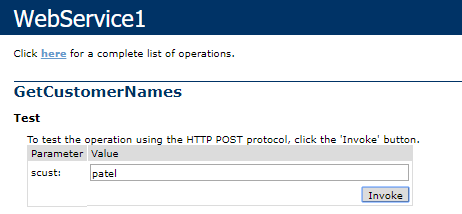 WebService1
Click here for a complete list of operations.
GetCustomerNames
Test
To test the operation using the HTTP POST protocol, click the 'Invoke' button.
Parameter Value
scust: patel
Invoke